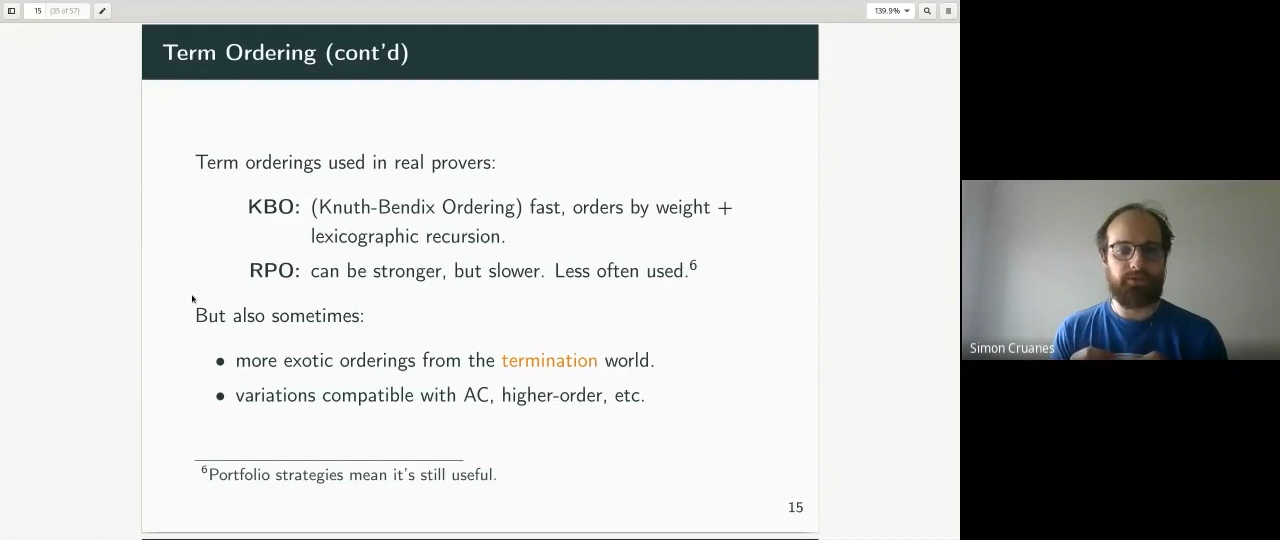 15 (35 of 57)
139.9%
Term Ordering (cont'd)
Term orderings used in real provers:
KBO: (Knuth-Bendix Ordering) fast, orders by weight +
lexicographic recursion.
RPO: can be stronger, but slower. Less often used.⁶
But also sometimes:
• more exotic orderings from the termination world.
• variations compatible with AC, higher-order, etc.
⁶Portfolio strategies mean it's still useful.
15
Simon Cruanes